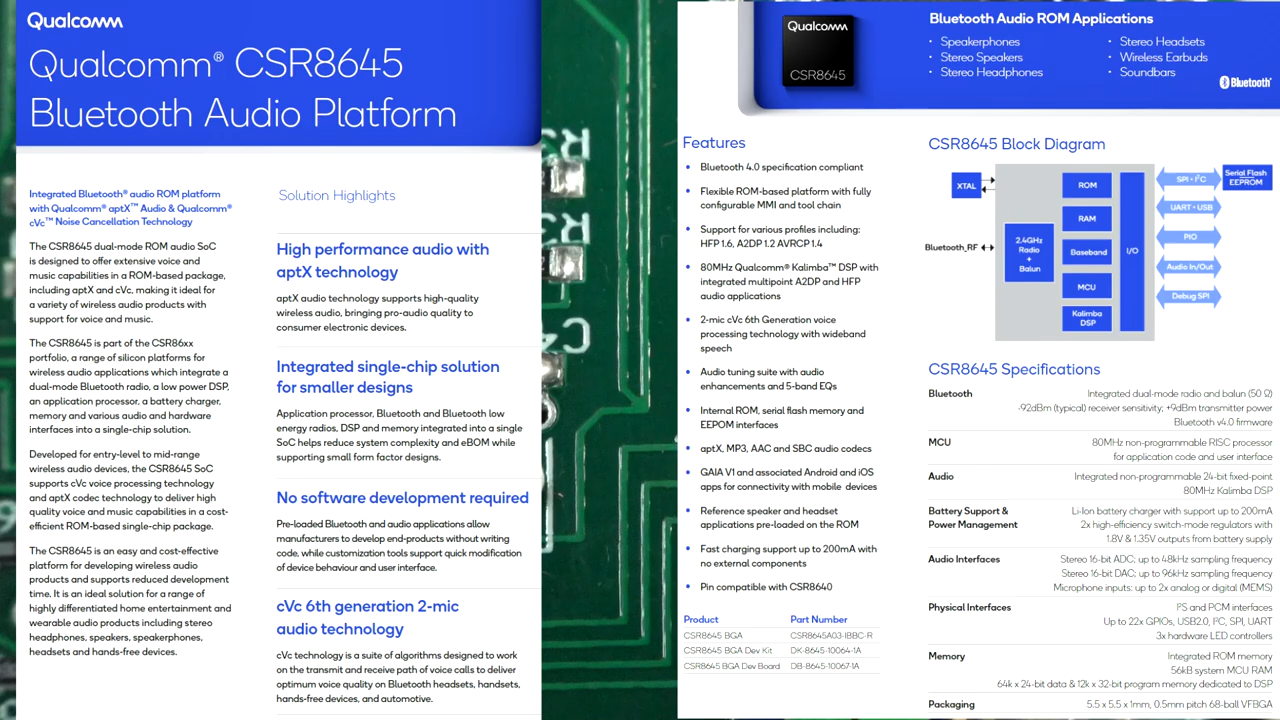 Qualcomm
Qualcomm® CSR8645
Bluetooth Audio Platform
Integrated Bluetooth® audio ROM platform
with Qualcomm® aptX™ Audio & Qualcomm®
cVc™ Noise Cancellation Technology
The CSR8645 dual-mode ROM audio SoC
is designed to offer extensive voice and
music capabilities in a ROM-based package,
including aptX and cVc, making it ideal for
a variety of wireless audio products with
support for voice and music.
The CSR8645 is part of the CSR86xx
portfolio, a range of silicon platforms for
wireless audio applications which integrate a
dual-mode Bluetooth radio, a low power DSP,
an application processor, a battery charger,
memory and various audio and hardware
interfaces into a single-chip solution.
Developed for entry-level to mid-range
wireless audio devices, the CSR8645 SoC
supports cVc voice processing technology
and aptX codec technology to deliver high
quality voice and music capabilities in a cost-
efficient ROM-based single-chip package.
The CSR8645 is an easy and cost-effective
platform for developing wireless audio
products and supports reduced development
time. It is an ideal solution for a range of
highly differentiated home entertainment and
wearable audio products including stereo
headphones, speakers, speakerphones,
headsets and hands-free devices.
Solution Highlights
High performance audio with
aptX technology
aptX audio technology supports high-quality
wireless audio, bringing pro-audio quality to
consumer electronic devices.
Integrated single-chip solution
for smaller designs
Application processor, Bluetooth and Bluetooth low
energy radios, DSP and memory integrated into a single
SoC helps reduce system complexity and eBOM while
supporting small form factor designs.
No software development required
Pre-loaded Bluetooth and audio applications allow
manufacturers to develop end-products without writing
code, while customization tools support quick modification
of device behaviour and user interface.
cVc 6th generation 2-mic
audio technology
cVc technology is a suite of algorithms designed to work
on the transmit and receive path of voice calls to deliver
optimum voice quality on Bluetooth headsets, handsets,
hands-free devices, and automotive.
Qualcomm
CSR8645
Bluetooth Audio ROM Applications
• Speakerphones
• Stereo Speakers
• Stereo Headphones
• Stereo Headsets
• Wireless Earbuds
• Soundbars
Bluetooth®
Features
• Bluetooth 4.0 specification compliant
• Flexible ROM-based platform with fully
configurable MMI and tool chain
• Support for various profiles including:
HFP 1.6, A2DP 1.2 AVRCP 1.4
• 80MHz Qualcomm® Kalimba™ DSP with
integrated multipoint A2DP and HFP
audio applications
• 2-mic cVc 6th Generation voice
processing technology with wideband
speech
• Audio tuning suite with audio
enhancements and 5-band EQs
• Internal ROM, serial flash memory and
EEPOM interfaces
• aptX, MP3, AAC and SBC audio codecs
• GAIA V1 and associated Android and iOS
apps for connectivity with mobile devices
• Reference speaker and headset
applications pre-loaded on the ROM
• Fast charging support up to 200mA with
no external components
• Pin compatible with CSR8640
Product Part Number
CSR8645 BGA CSR8645A03-IBBC-R
CSR8645 BGA Dev Kit DK-8645-10064-1A
CSR8645 BGA Dev Board DB-8645-10067-1A
CSR8645 Block Diagram
XTAL
Bluetooth_RF
2.4GHz
Radio
+
Balun
ROM
RAM
Baseband
MCU
Kalimba
DSP
I/O
SPI • I²C
UART • USB
PIO
Audio In/Out
Debug SPI
Serial Flash
EEPROM
CSR8645 Specifications
Bluetooth Integrated dual-mode radio and balun (50 Ω)
-92dBm (typical) receiver sensitivity; +9dBm transmitter power
Bluetooth v4.0 firmware
MCU 80MHz non-programmable RISC processor
for application code and user interface
Audio Integrated non-programmable 24-bit fixed-point
80MHz Kalimba DSP
Battery Support & Li-Ion battery charger with support up to 200mA
Power Management 2x high-efficiency switch-mode regulators with
1.8V & 1.35V outputs from battery supply
Audio Interfaces Stereo 16-bit ADC; up to 48kHz sampling frequency
Stereo 16-bit DAC; up to 96kHz sampling frequency
Microphone inputs: up to 2x analog or digital (MEMS)
Physical Interfaces I²S and PCM interfaces
Up to 22x GPIOs, USB2.0, I²C, SPI, UART
3x hardware LED controllers
Memory Integrated ROM memory
56kB system MCU RAM
64k x 24-bit data & 12k x 32-bit program memory dedicated to DSP
Packaging 5.5 x 5.5 x 1mm, 0.5mm pitch 68-ball VFBGA